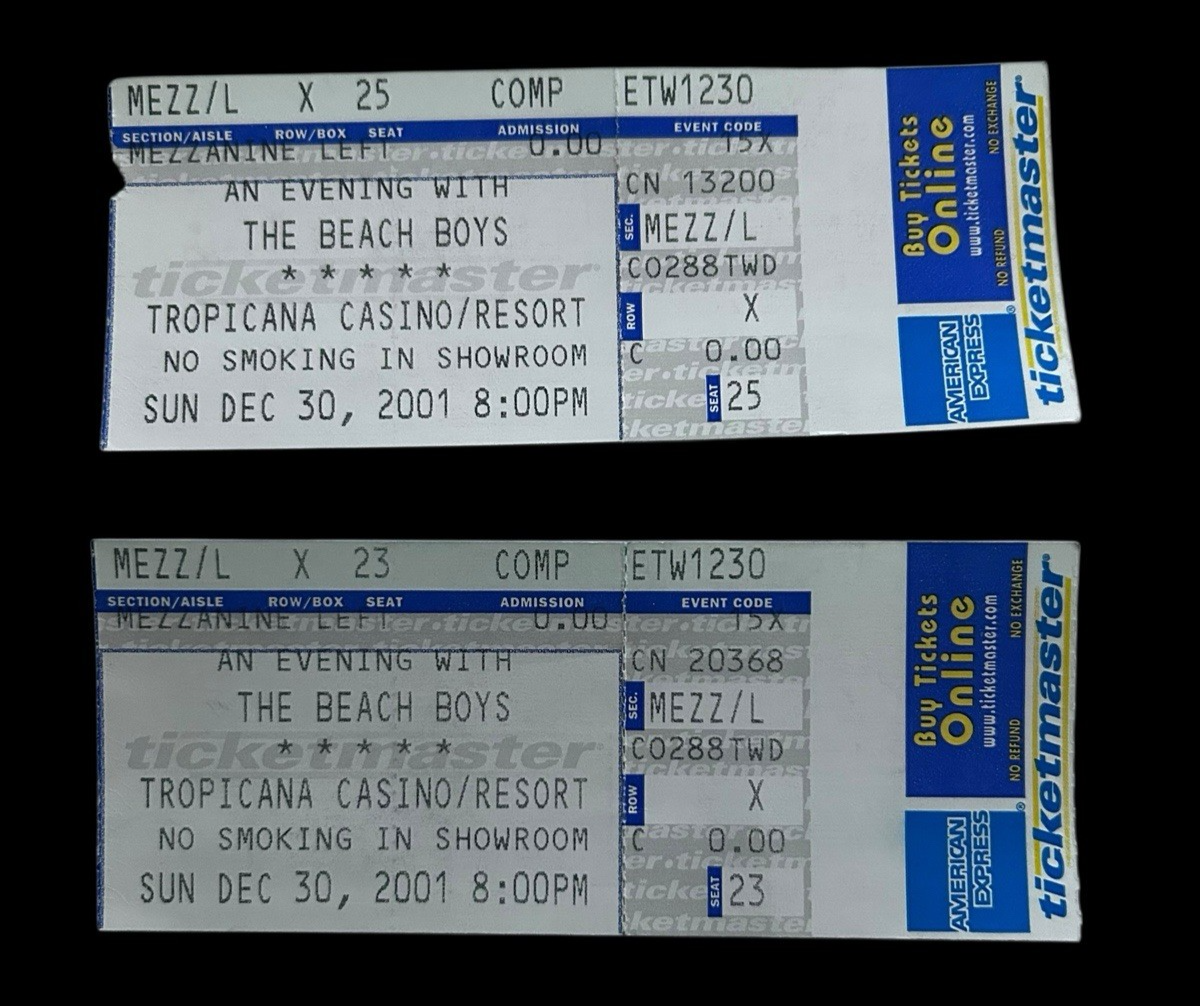 MEZZ/L X 25 COMP ETW1230
SECTION/AISLE ROW/BOX SEAT ADMISSION EVENT CODE
MEZZANINE LEFT 0.00 15X
AN EVENING WITH
THE BEACH BOYS
* * * * *
ticketmaster
TROPICANA CASINO/RESORT
NO SMOKING IN SHOWROOM
SUN DEC 30, 2001 8:00PM
CN 13200
SEC. MEZZ/L
C0288TWD
ROW X
C 0.00
SEAT 25
Buy Tickets
Online
www.ticketmaster.com
NO REFUND NO EXCHANGE
AMERICAN
EXPRESS
ticketmaster®
MEZZ/L X 23 COMP ETW1230
SECTION/AISLE ROW/BOX SEAT ADMISSION EVENT CODE
MEZZANINE LEFT 0.00 15X
AN EVENING WITH
THE BEACH BOYS
* * * * *
ticketmaster
TROPICANA CASINO/RESORT
NO SMOKING IN SHOWROOM
SUN DEC 30, 2001 8:00PM
CN 20368
SEC. MEZZ/L
C0288TWD
ROW X
C 0.00
SEAT 23
Buy Tickets
Online
www.ticketmaster.com
NO REFUND NO EXCHANGE
AMERICAN
EXPRESS
ticketmaster®